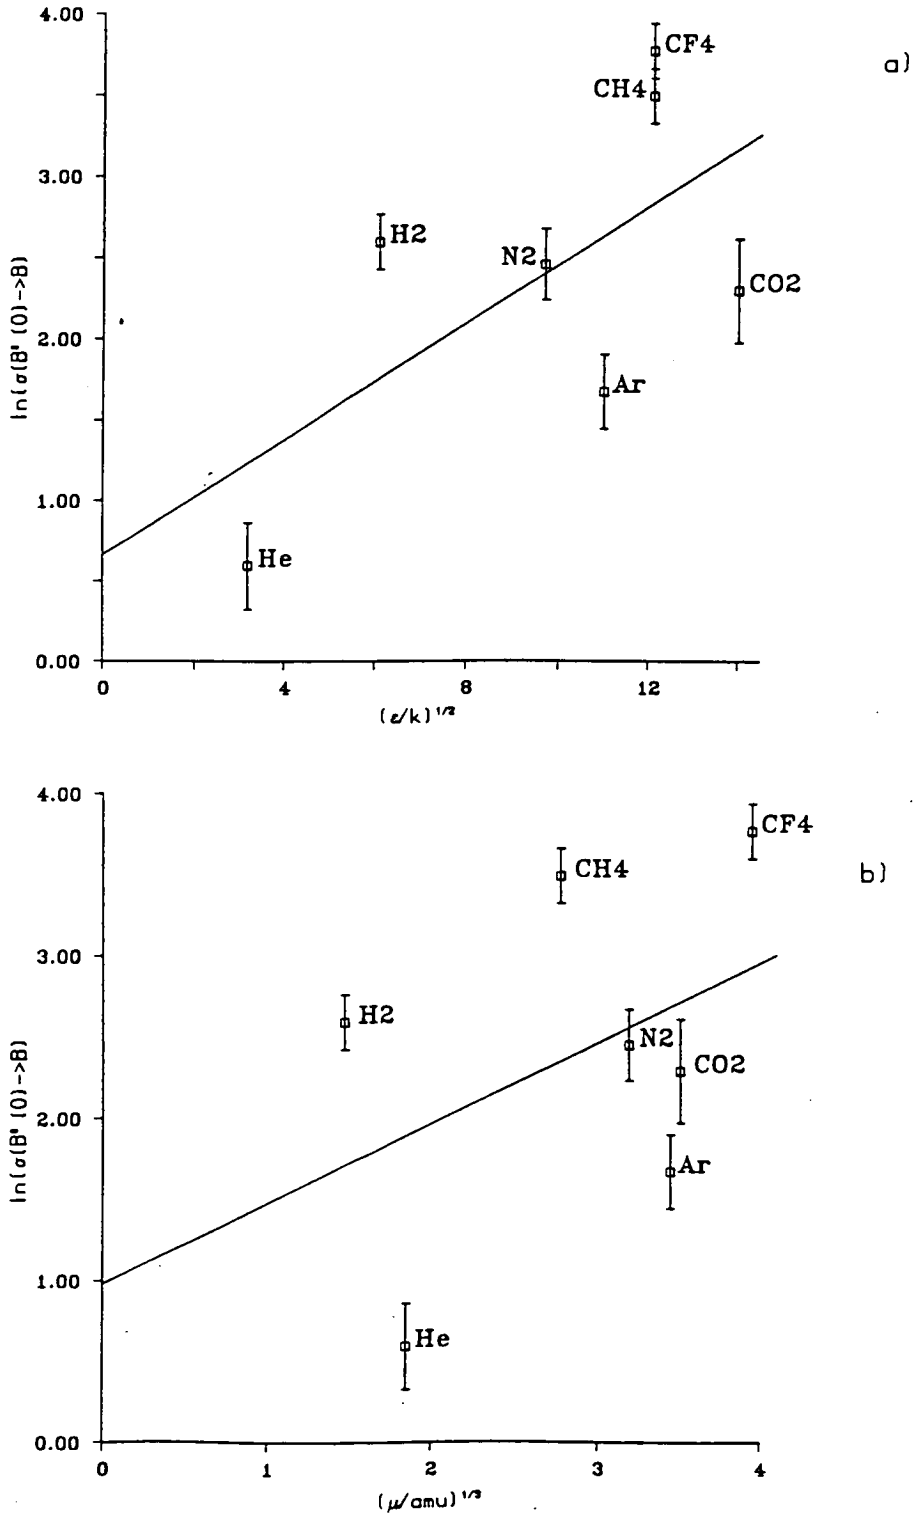 a)
4.00
CF4
CH4
3.00
H2
N2
CO2
2.00
Ar
1.00
He
0.00
0 4 8 12
(ε/k)¹/²
ln(σ(B'(0)->B)
b)
4.00
CF4
CH4
3.00
H2
N2
CO2
2.00
Ar
1.00
He
0.00
0 1 2 3 4
(μ/amu)¹/²
ln(σ(B'(0)->B)